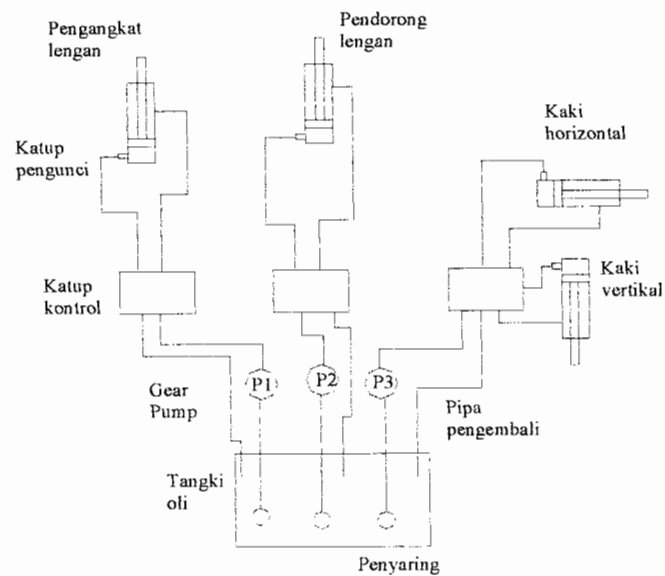 Pengangkat
lengan
Pendorong
lengan
Katup
pengunci
Kaki
horizontal
Katup
kontrol
Kaki
vertikal
P1
P2
P3
Gear
Pump
Pipa
pengembali
Tangki
oli
Penyaring